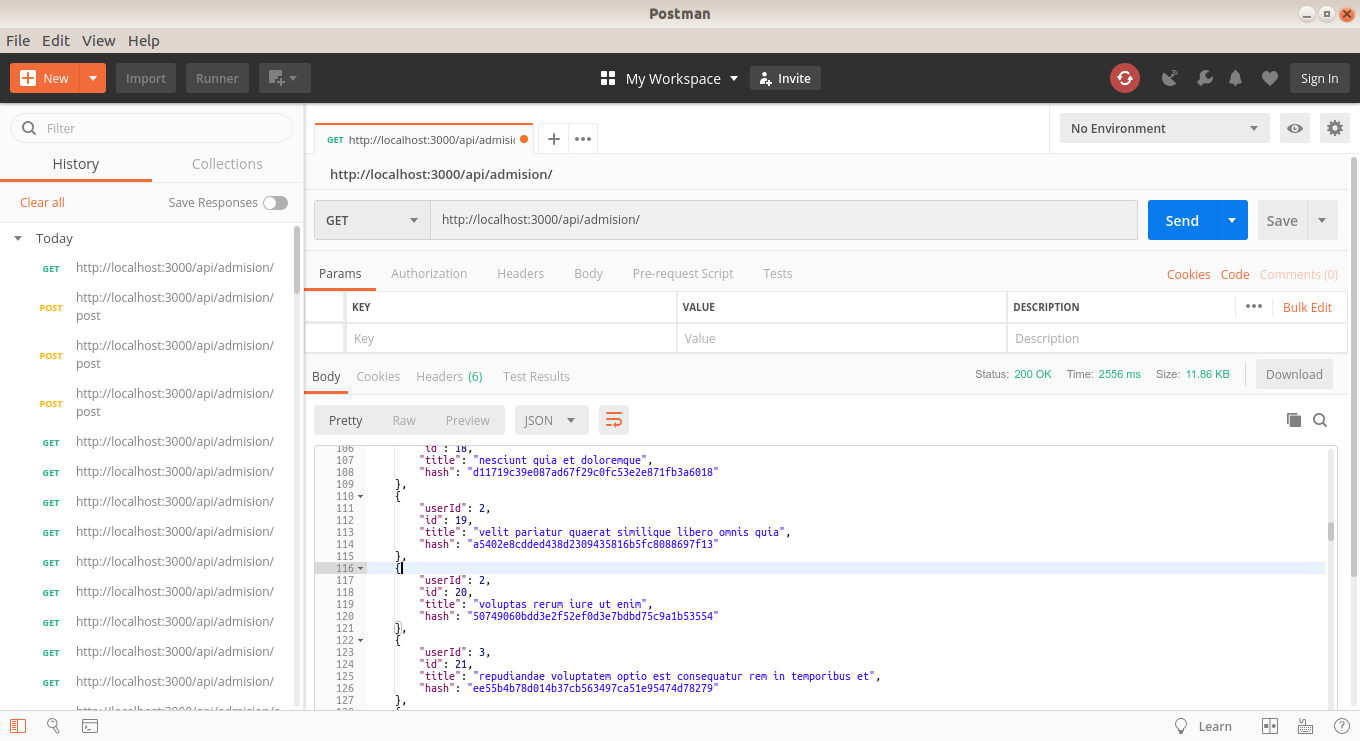 Postman
File Edit View Help
New Import Runner My Workspace Invite Sign In
Filter
History Collections
Clear all Save Responses
Today
GET http://localhost:3000/api/admision/
POST http://localhost:3000/api/admision/
post
POST http://localhost:3000/api/admision/
post
POST http://localhost:3000/api/admision/
post
GET http://localhost:3000/api/admision/
GET http://localhost:3000/api/admision/
GET http://localhost:3000/api/admision/
GET http://localhost:3000/api/admision/
GET http://localhost:3000/api/admision/
GET http://localhost:3000/api/admision/
GET http://localhost:3000/api/admision/
GET http://localhost:3000/api/admision/
GET http://localhost:3000/api/admision/
GET http://localhost:3000/api/admisi
No Environment
http://localhost:3000/api/admision/
GET http://localhost:3000/api/admision/ Send Save
Params Authorization Headers Body Pre-request Script Tests Cookies Code Comments (0)
KEY VALUE DESCRIPTION Bulk Edit
Key Value Description
Body Cookies Headers (6) Test Results Status: 200 OK Time: 2556 ms Size: 11.86 KB Download
Pretty Raw Preview JSON
106 "id": 18,
107 "title": "nesciunt quia et doloremque",
108 "hash": "d11719c39e087ad67f29c0fc53e2e871fb3a6018"
109 },
110 {
111 "userId": 2,
112 "id": 19,
113 "title": "velit pariatur quaerat similique libero omnis quia",
114 "hash": "a5402e8cdded438d2309435816b5fc8088697f13"
115 },
116 {
117 "userId": 2,
118 "id": 20,
119 "title": "voluptas rerum iure ut enim",
120 "hash": "50749060bdd3e2f52ef0d3e7bdbd75c9a1b53554"
121 },
122 {
123 "userId": 3,
124 "id": 21,
125 "title": "repudiandae voluptatem optio est consequatur rem in temporibus et",
126 "hash": "ee55b4b78d014b37cb563497ca51e95474d78279"
127 },
Learn